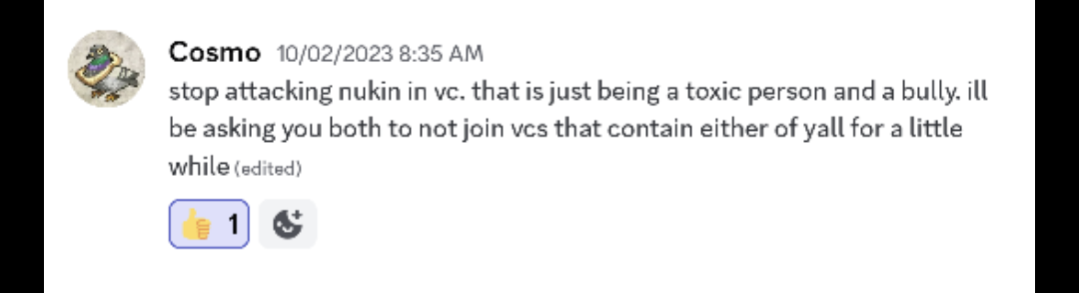 Cosmo 10/02/2023 8:35 AM
stop attacking nukin in vc. that is just being a toxic person and a bully. ill
be asking you both to not join vcs that contain either of yall for a little
while (edited)
👍 1